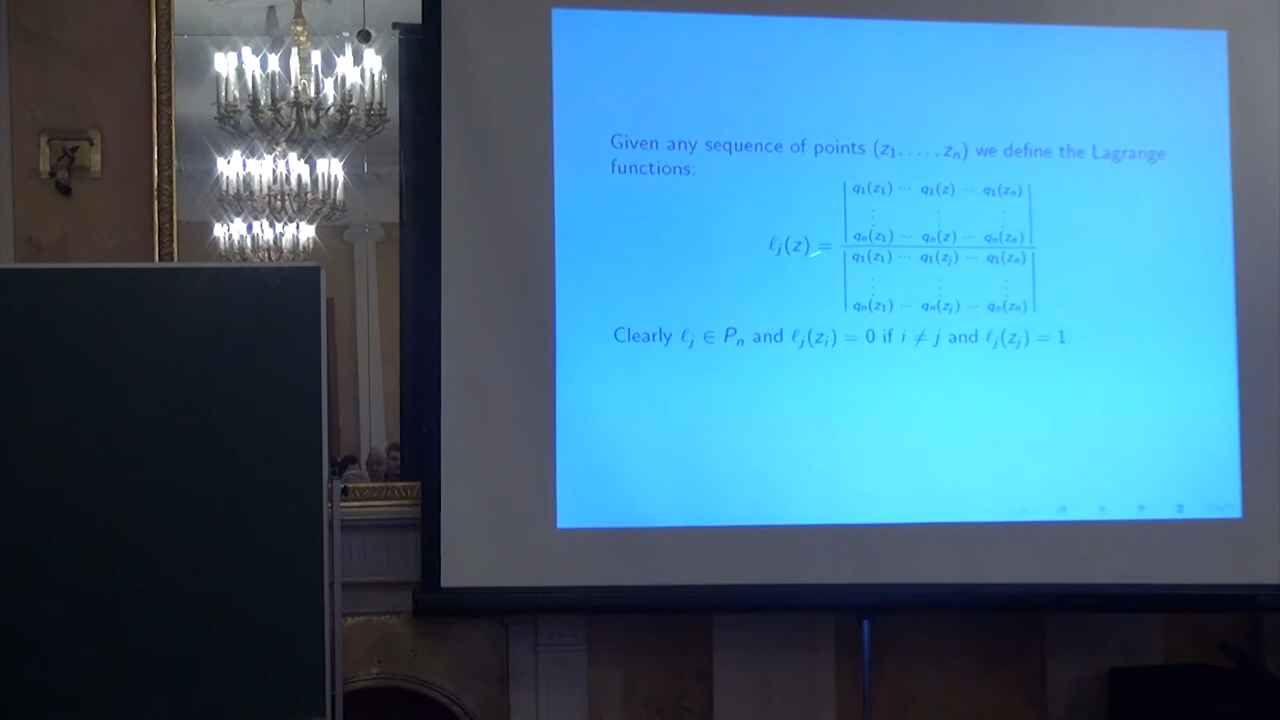 Given any sequence of points (z₁, . . . , zₙ) we define the Lagrange
functions:
q₁(z₁) ··· q₁(z) ··· q₁(zₙ)
⋮ ⋮ ⋮
qₙ(z₁) ··· qₙ(z) ··· qₙ(zₙ)
ℓⱼ(z) =
q₁(z₁) ··· q₁(zⱼ) ··· q₁(zₙ)
⋮ ⋮ ⋮
qₙ(z₁) ··· qₙ(zⱼ) ··· qₙ(zₙ)
Clearly ℓⱼ ∈ Pₙ and ℓⱼ(zᵢ) = 0 if i ≠ j and ℓⱼ(zⱼ) = 1.